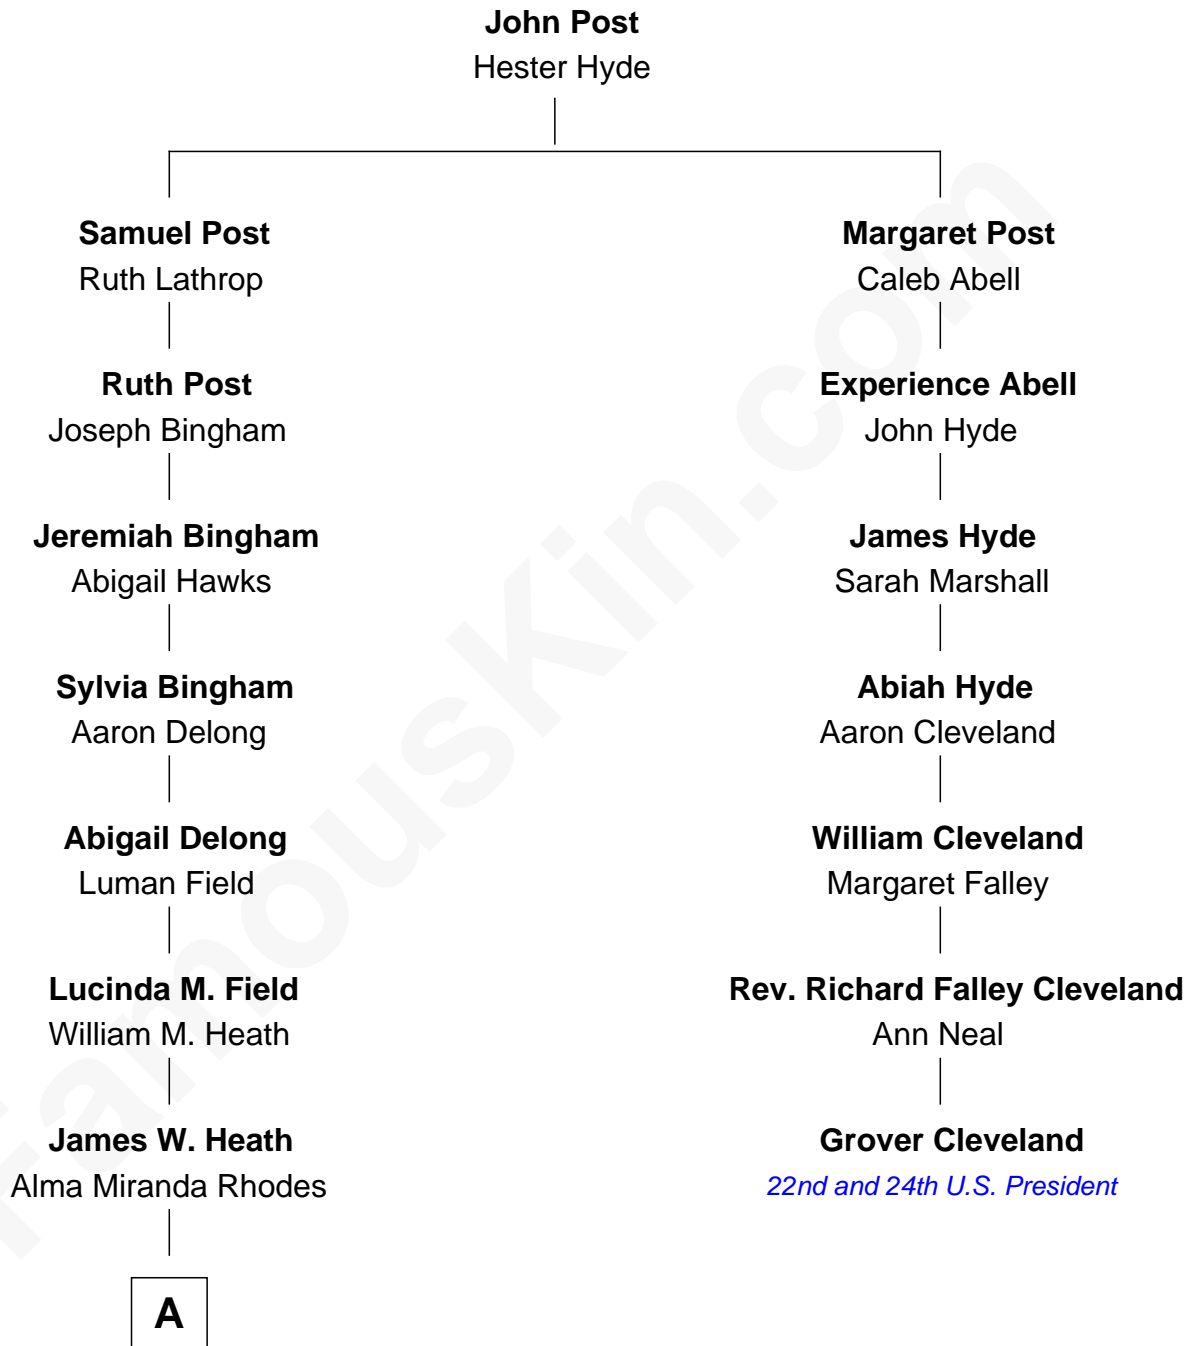 John Post
Hester Hyde
Samuel Post
Ruth Lathrop
Margaret Post
Caleb Abell
Ruth Post
Joseph Bingham
Experience Abell
John Hyde
Jeremiah Bingham
Abigail Hawks
James Hyde
Sarah Marshall
Sylvia Bingham
Aaron Delong
Abiah Hyde
Aaron Cleveland
Abigail Delong
Luman Field
William Cleveland
Margaret Falley
Lucinda M. Field
William M. Heath
Rev. Richard Falley Cleveland
Ann Neal
James W. Heath
Alma Miranda Rhodes
Grover Cleveland
22nd and 24th U.S. President
A
FamousKin.com